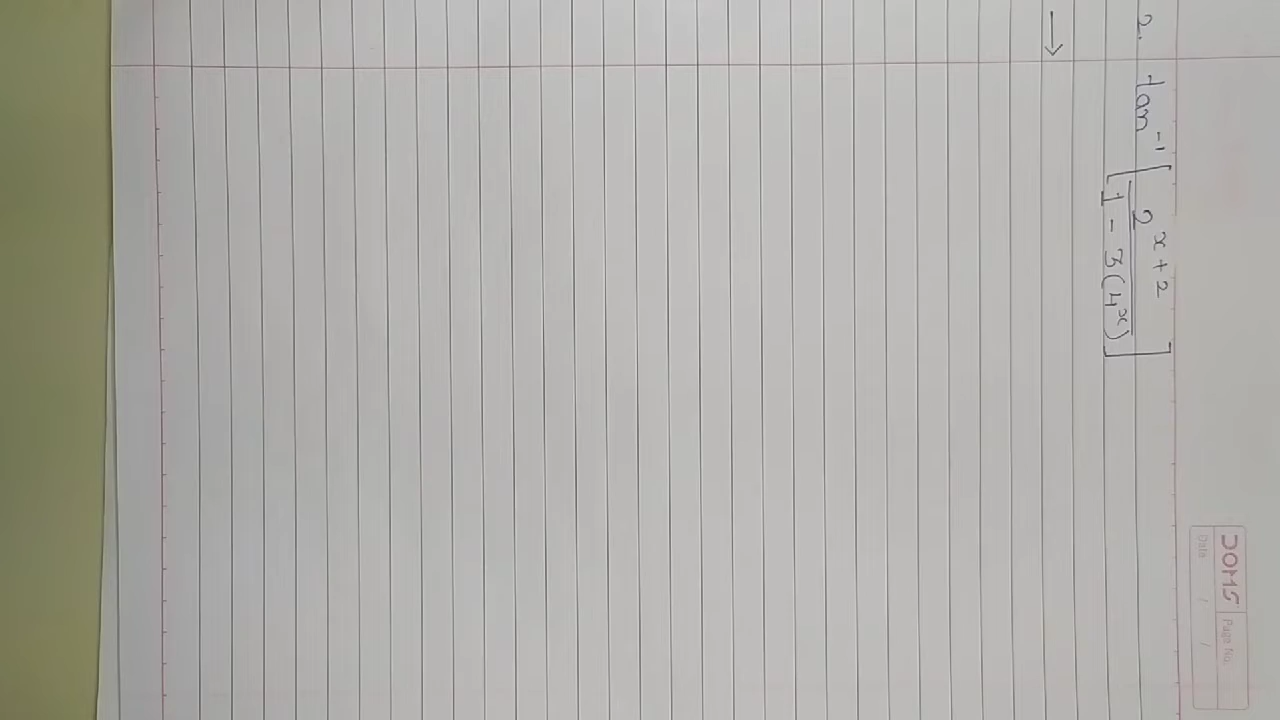 DOMS Page No.
Date / /
2. tan⁻¹ [ 2^(x+2) / 1 - 3(4^x) ]
→